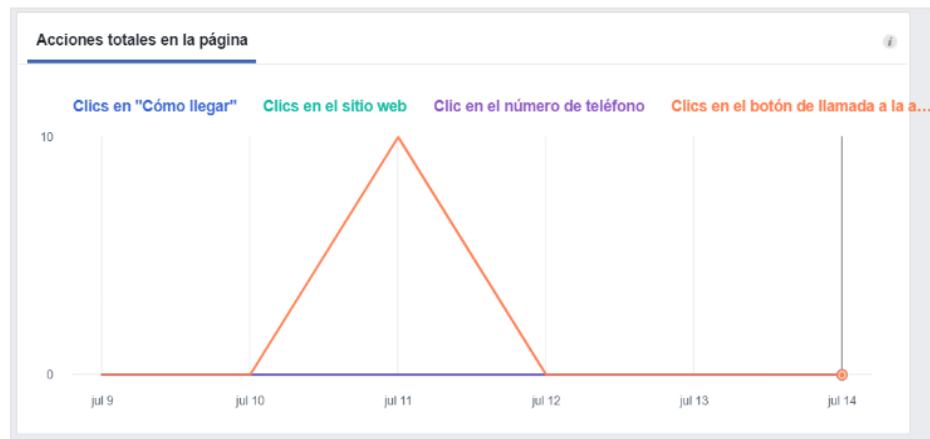 Acciones totales en la página
i
Clics en "Cómo llegar" Clics en el sitio web Clic en el número de teléfono Clics en el botón de llamada a la a...
10
0
jul 9 jul 10 jul 11 jul 12 jul 13 jul 14